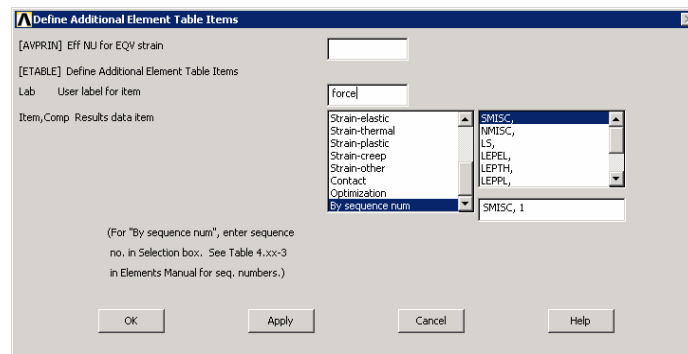 Define Additional Element Table Items
[AVPRIN] Eff NU for EQV strain
[ETABLE] Define Additional Element Table Items
Lab User label for item
force
Item,Comp Results data item
Strain-elastic
Strain-thermal
Strain-plastic
Strain-creep
Strain-other
Contact
Optimization
By sequence num
SMISC,
NMISC,
LS,
LEPEL,
LEPTH,
LEPPL,
SMISC, 1
(For "By sequence num", enter sequence
no. in Selection box. See Table 4.xx-3
in Elements Manual for seq. numbers.)
OK
Apply
Cancel
Help